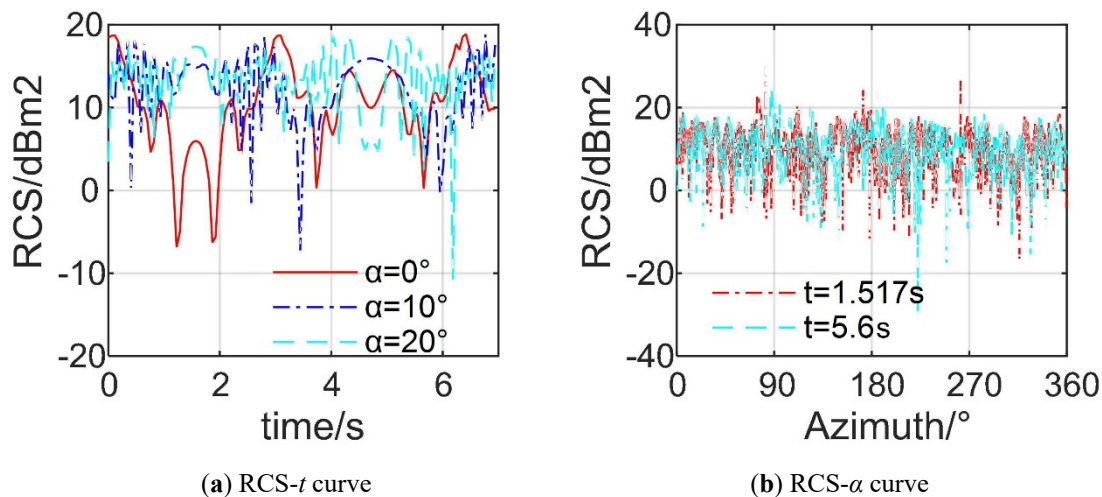 20
10
0
-10
-20
RCS/dBm2
0
2
4
6
time/s
α=0°
α=10°
α=20°
(a) RCS-t curve
40
20
0
-20
-40
RCS/dBm2
0
90
180
270
360
Azimuth/°
t=1.517s
t=5.6s
(b) RCS-α curve